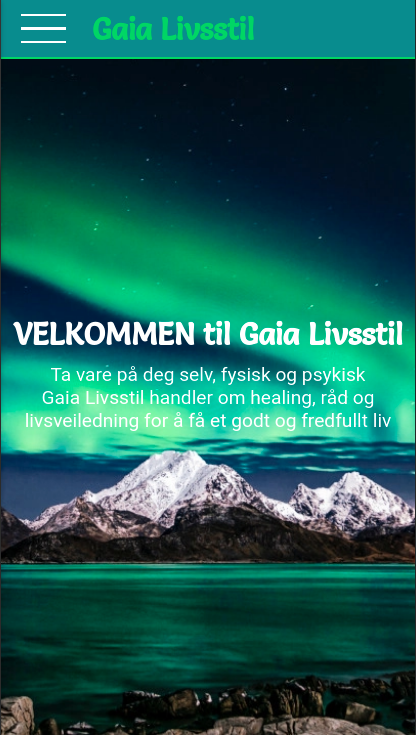 Gaia Livsstil
VELKOMMEN til Gaia Livsstil
Ta vare på deg selv, fysisk og psykisk
Gaia Livsstil handler om healing, råd og
livsveiledning for å få et godt og fredfullt liv